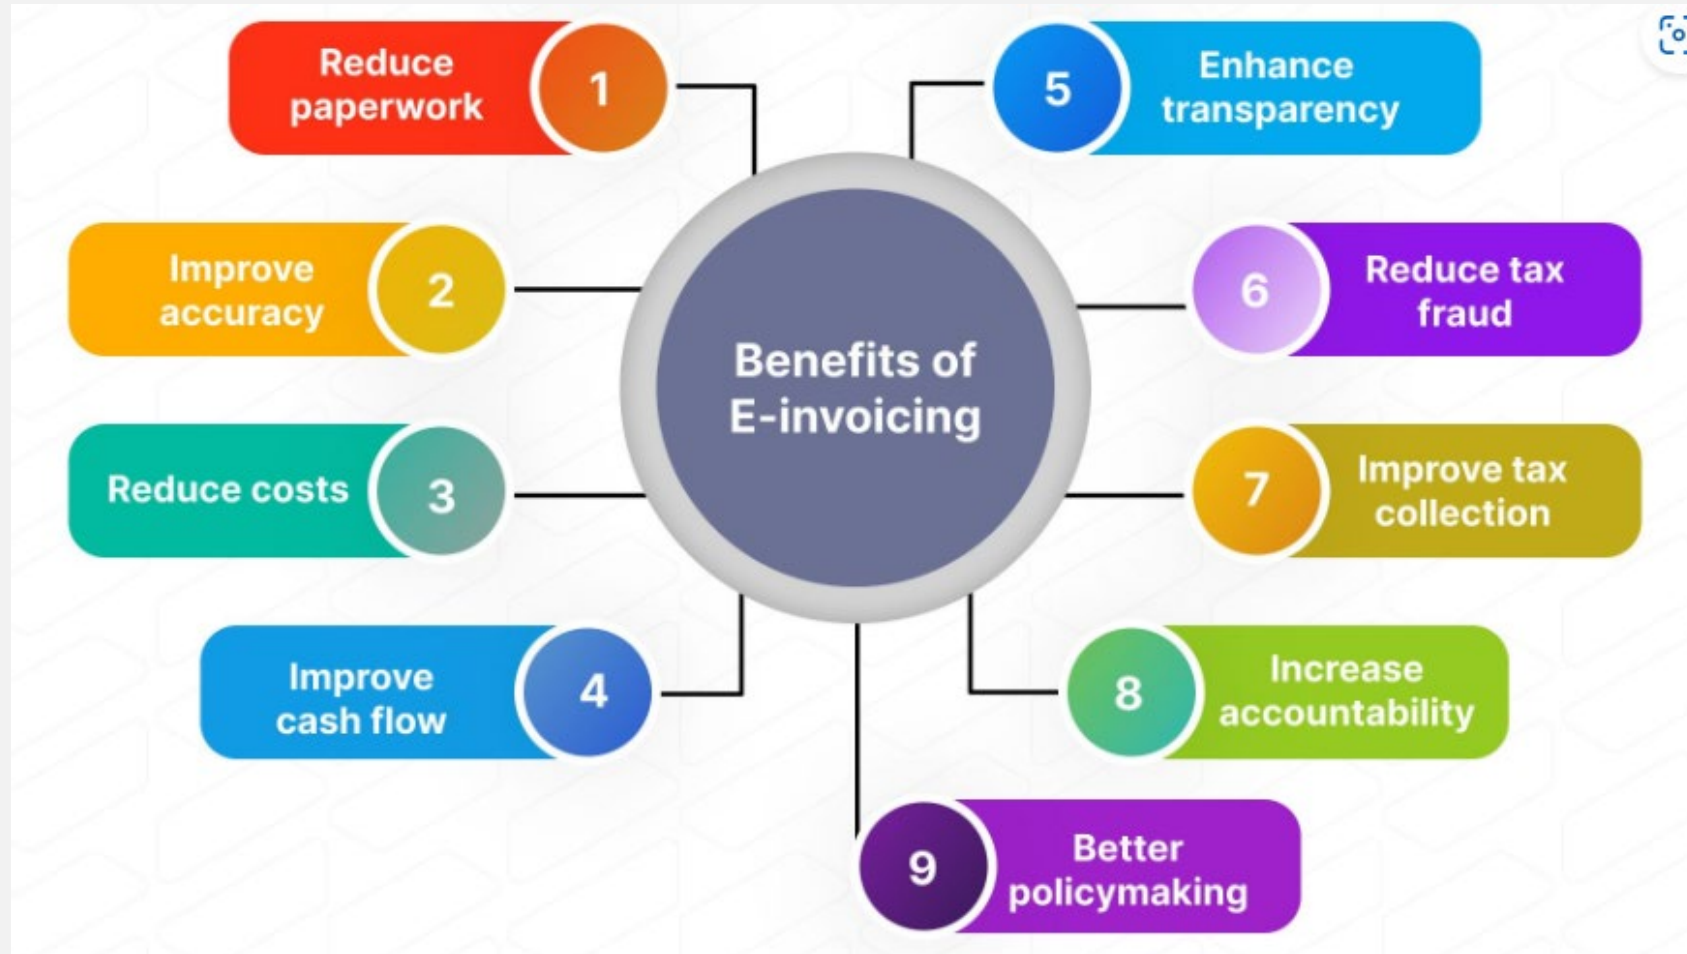 Benefits of
E-invoicing
1
Reduce
paperwork
2
Improve
accuracy
3
Reduce costs
4
Improve
cash flow
5
Enhance
transparency
6
Reduce tax
fraud
7
Improve tax
collection
8
Increase
accountability
9
Better
policymaking